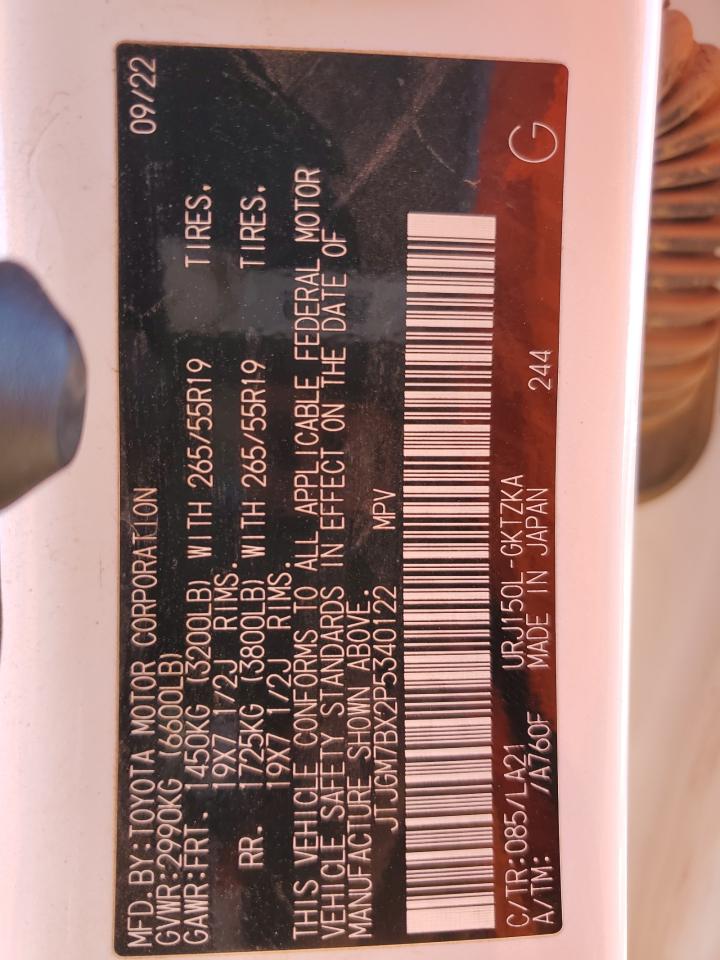 MFD. BY: TOYOTA MOTOR CORPORATION 09/22
GVWR: 2990KG (6600LB)
GAWR: FRT. 1450KG (3200LB) WITH 265/55R19 TIRES.
19X7 1/2J RIMS.
RR. 1725KG (3800LB) WITH 265/55R19 TIRES.
19X7 1/2J RIMS.
THIS VEHICLE CONFORMS TO ALL APPLICABLE FEDERAL MOTOR
VEHICLE SAFETY STANDARDS IN EFFECT ON THE DATE OF
MANUFACTURE SHOWN ABOVE.
JTJGM7BX2P5340122 MPV
C/TR: 085/LA21 URJ150L-GKTZKA 244 G
A/TM: /A760F MADE IN JAPAN